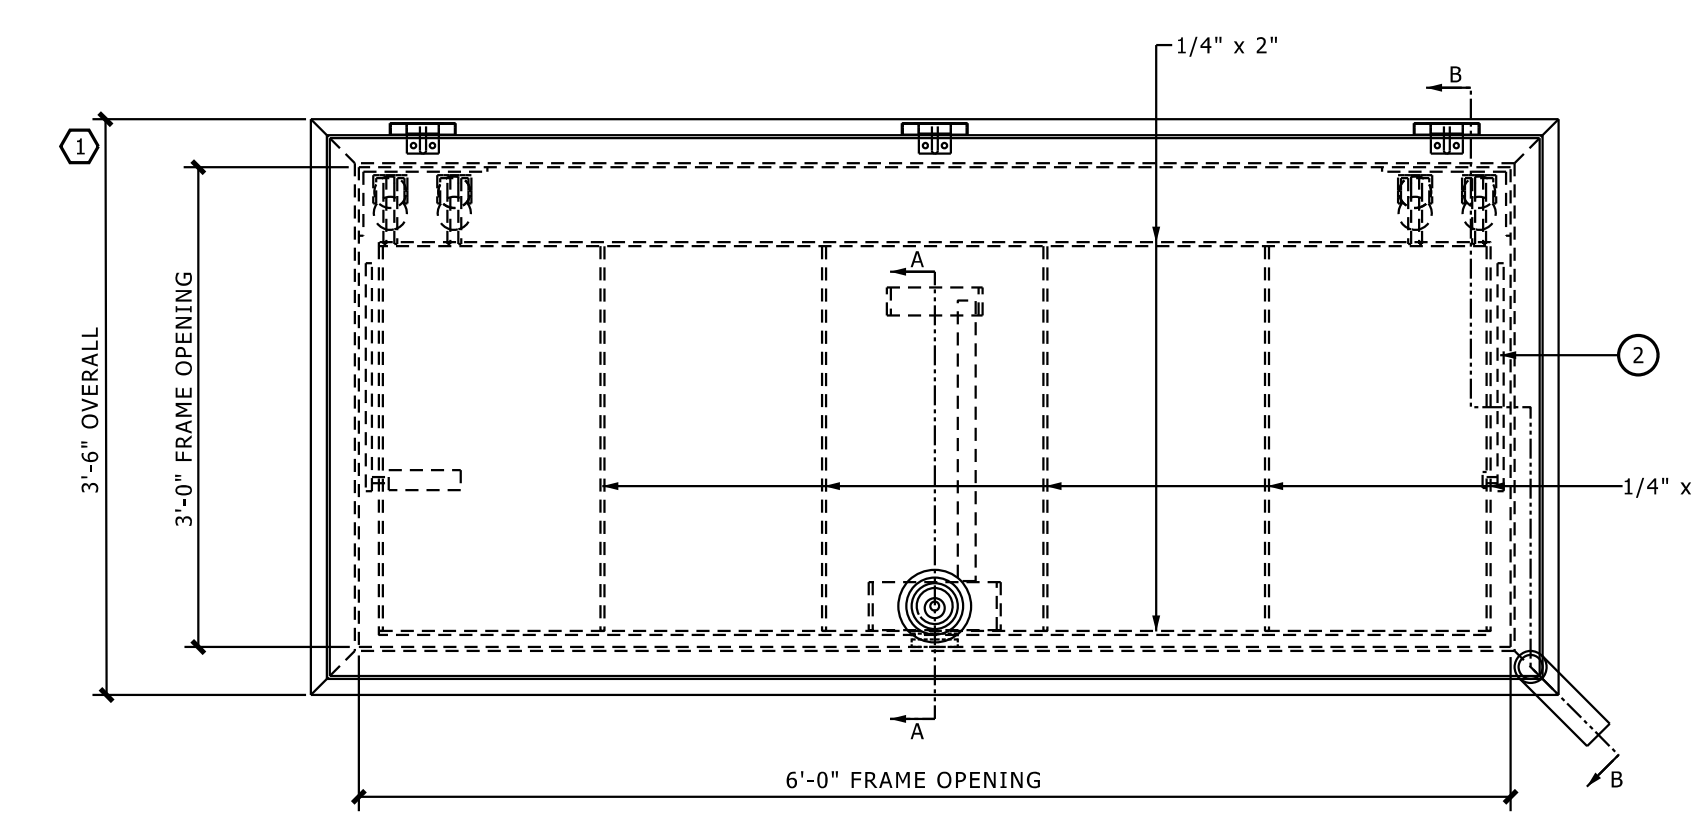 1/4" x 2"
B
1
A
3'-6" OVERALL
3'-0" FRAME OPENING
2
1/4" x
A
6'-0" FRAME OPENING
B